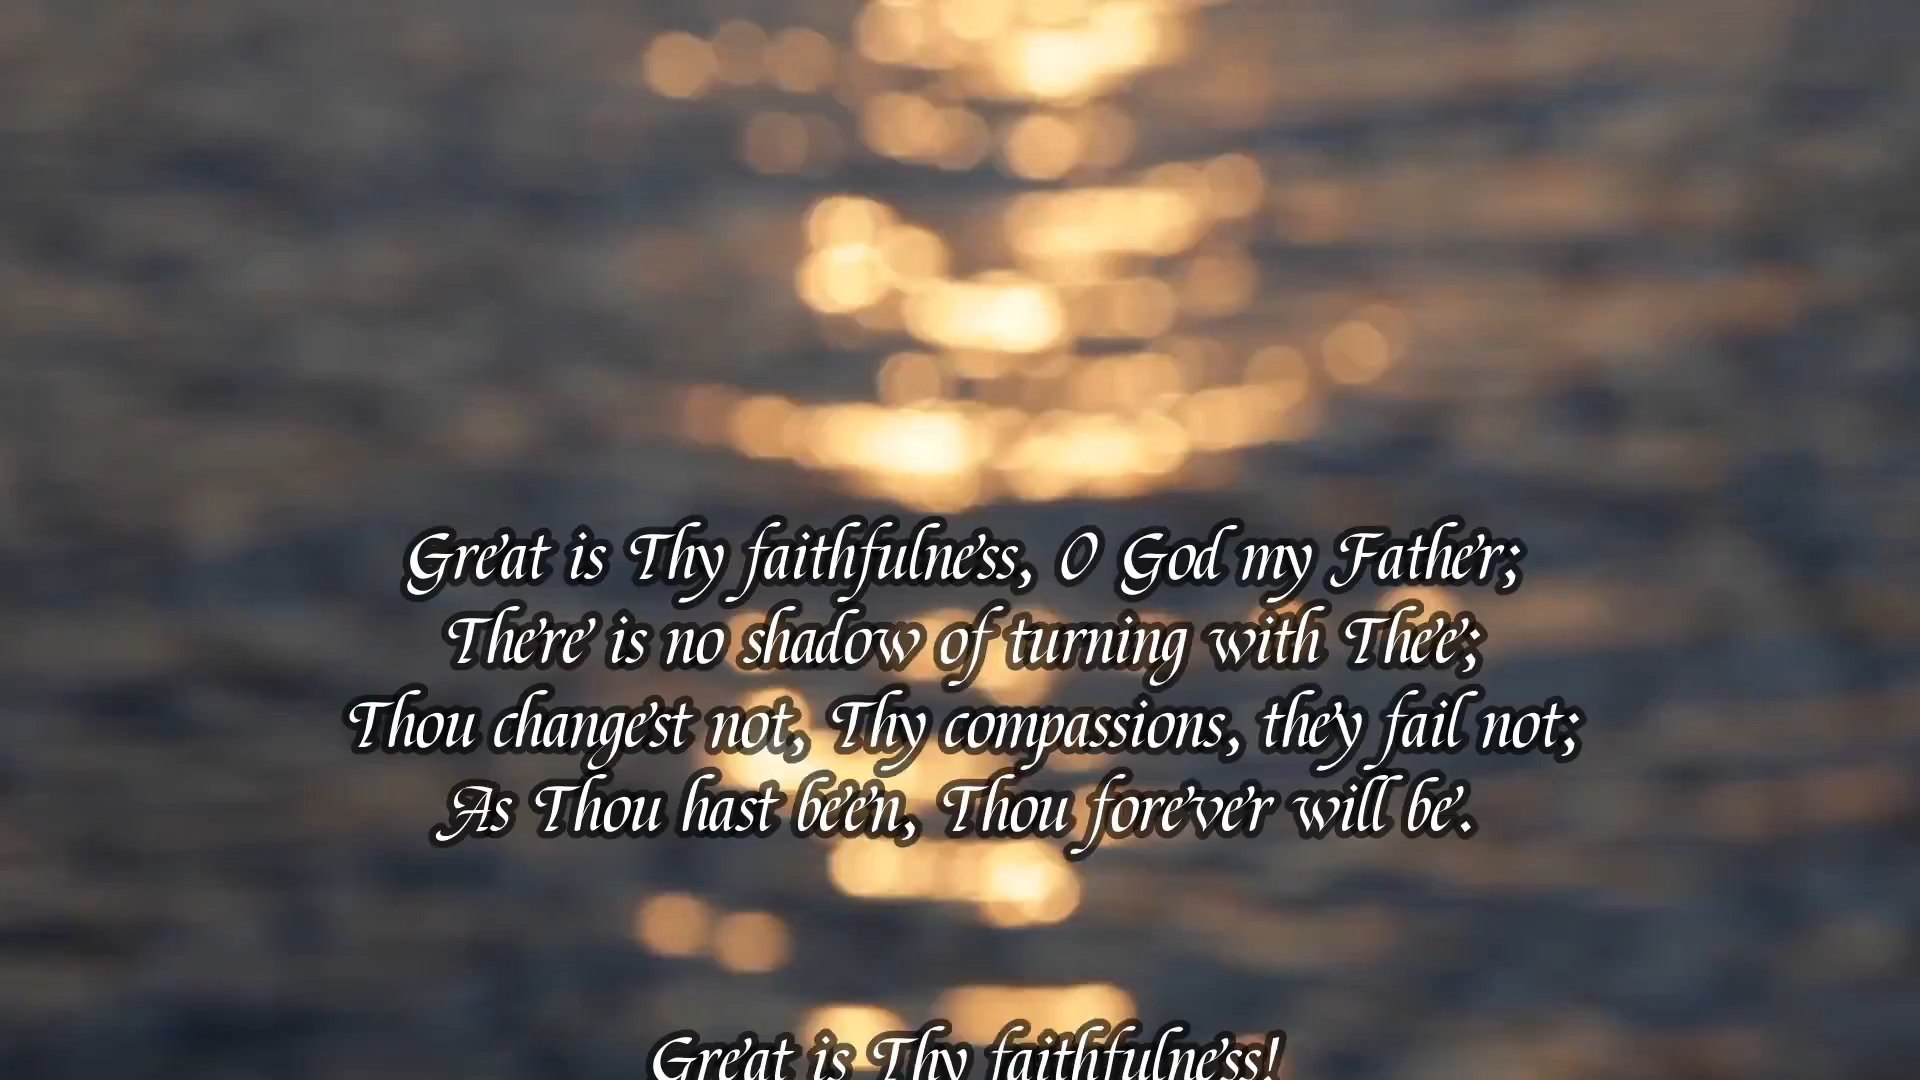 Great is Thy faithfulness, O God my Father;
There is no shadow of turning with Thee;
Thou changest not, Thy compassions, they fail not;
As Thou hast been, Thou forever will be.
Great is Thy faithfulness!